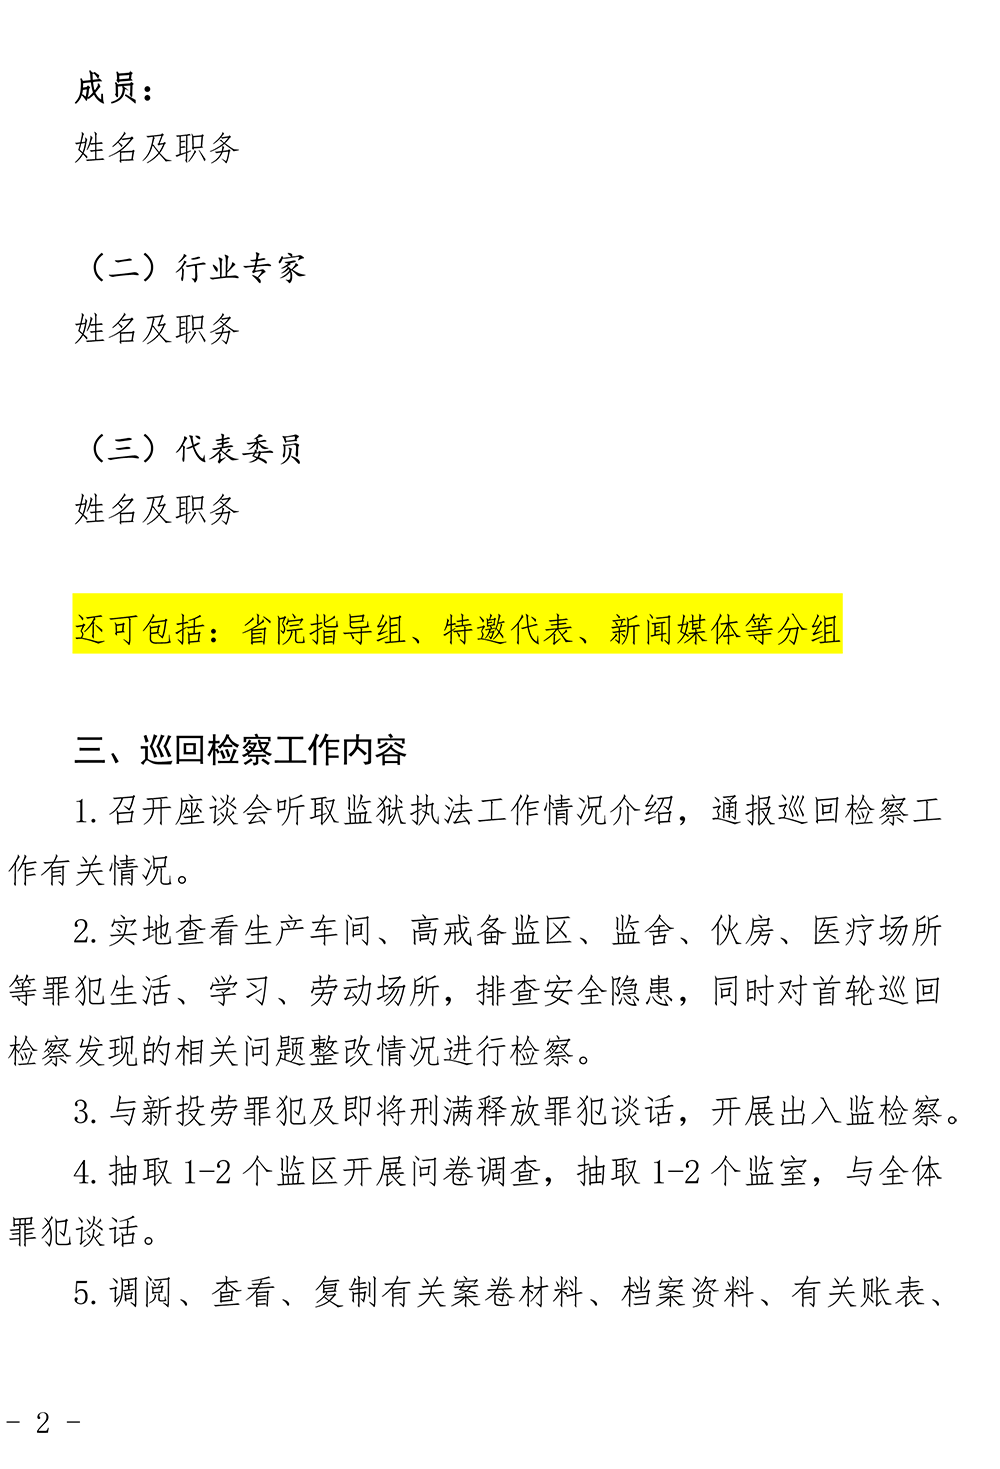 成员：
姓名及职务
（二）行业专家
姓名及职务
（三）代表委员
姓名及职务
还可包括：省院指导组、特邀代表、新闻媒体等分组
三、巡回检察工作内容
1.召开座谈会听取监狱执法工作情况介绍，通报巡回检察工
作有关情况。
2.实地查看生产车间、高戒备监区、监舍、伙房、医疗场所
等罪犯生活、学习、劳动场所，排查安全隐患，同时对首轮巡回
检察发现的相关问题整改情况进行检察。
3.与新投劳罪犯及即将刑满释放罪犯谈话，开展出入监检察。
4.抽取1-2个监区开展问卷调查，抽取1-2个监室，与全体
罪犯谈话。
5.调阅、查看、复制有关案卷材料、档案资料、有关账表、
- 2 -